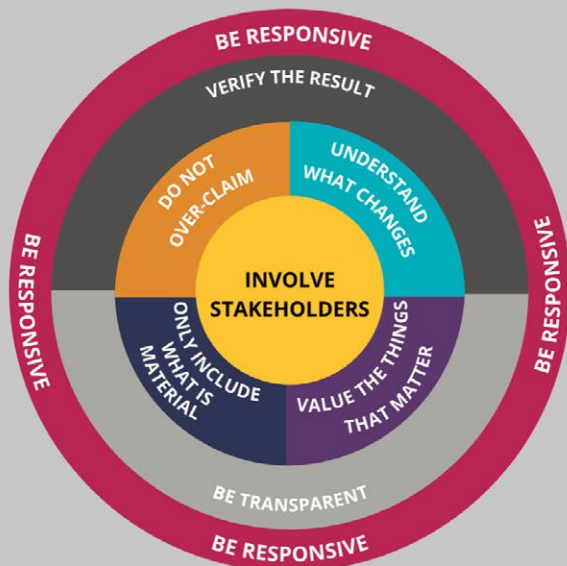 BE RESPONSIVE
VERIFY THE RESULT
DO NOT
OVER-CLAIM
UNDERSTAND
WHAT CHANGES
INVOLVE
STAKEHOLDERS
BE RESPONSIVE
BE RESPONSIVE
ONLY INCLUDE
WHAT IS
MATERIAL
VALUE THE THINGS
THAT MATTER
BE TRANSPARENT
BE RESPONSIVE